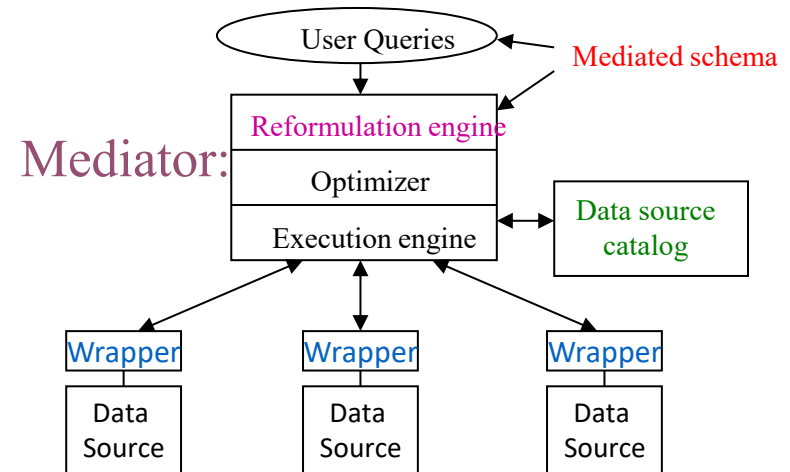 User Queries
Mediated schema
Reformulation engine
Mediator:
Optimizer
Data source
catalog
Execution engine
Wrapper
Wrapper
Wrapper
Data
Source
Data
Source
Data
Source